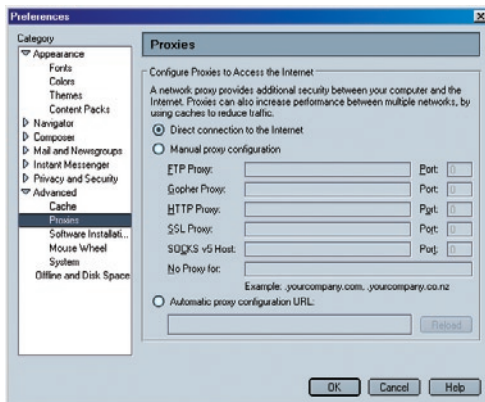 Preferences
Category
Appearance
Fonts
Colors
Themes
Content Packs
Navigator
Composer
Mail and Newsgroups
Instant Messenger
Privacy and Security
Advanced
Cache
Proxies
Software Installati...
Mouse Wheel
System
Offline and Disk Space
Proxies
Configure Proxies to Access the Internet
A network proxy provides additional security between your computer and the
Internet. Proxies can also increase performance between multiple networks, by
using caches to reduce traffic.
Direct connection to the Internet
Manual proxy configuration
FTP Proxy: Port: 0
Gopher Proxy: Port: 0
HTTP Proxy: Port: 0
SSL Proxy: Port: 0
SOCKS v5 Host: Port: 0
No Proxy for:
Example: .yourcompany.com, .yourcompany.co.nz
Automatic proxy configuration URL:
Reload
OK Cancel Help